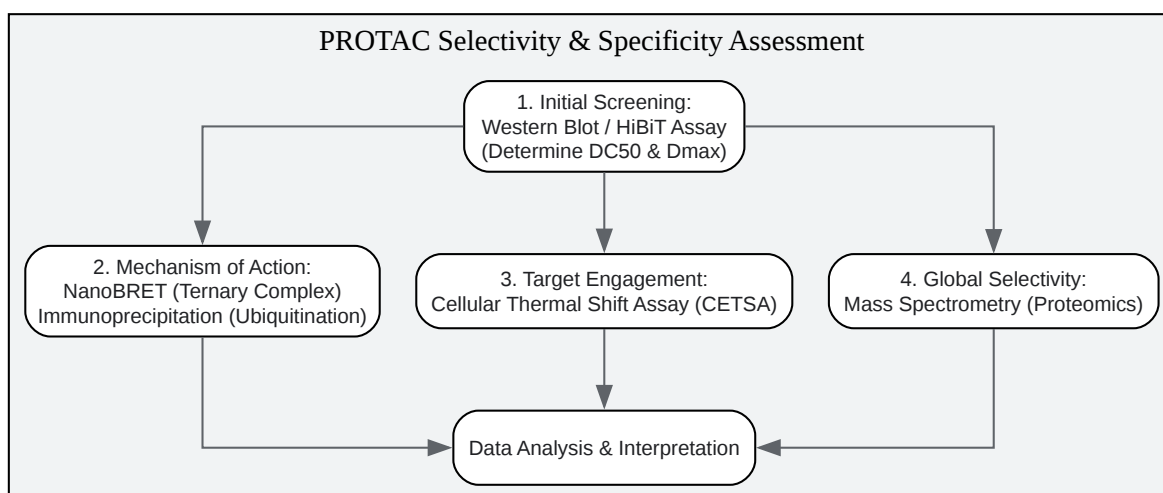 PROTAC Selectivity & Specificity Assessment
1. Initial Screening:
Western Blot / HiBiT Assay
(Determine DC50 & Dmax)
2. Mechanism of Action:
NanoBRET (Ternary Complex)
Immunoprecipitation (Ubiquitination)
3. Target Engagement:
Cellular Thermal Shift Assay (CETSA)
4. Global Selectivity:
Mass Spectrometry (Proteomics)
Data Analysis & Interpretation